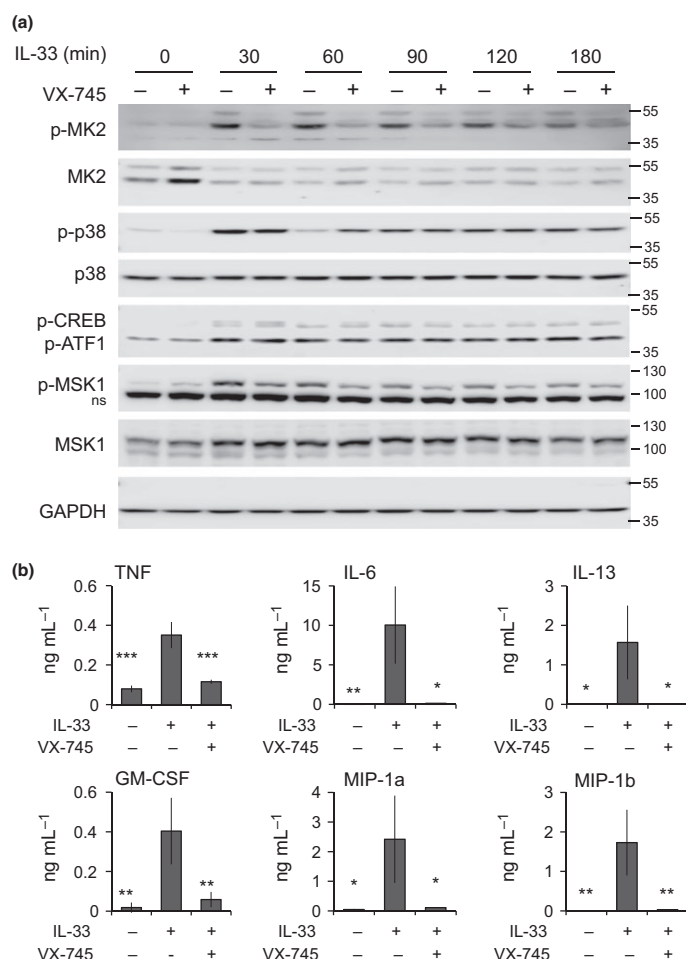 (a)
IL-33 (min) 0 30 60 90 120 180
VX-745 – + – + – + – + – + – +
p-MK2 55 35
MK2 55 35
p-p38 55 35
p38 55 35
p-CREB 55
p-ATF1 35
p-MSK1 130
ns 100
MSK1 130 100
GAPDH 55 35
(b)
TNF IL-6 IL-13
ng mL–1 0.6 0.4 0.2 0 *** ***
ng mL–1 15 10 5 0 ** *
ng mL–1 3 2 1 0 * *
IL-33 – + + IL-33 – + + IL-33 – + +
VX-745 – – + VX-745 – – + VX-745 – – +
GM-CSF MIP-1a MIP-1b
ng mL–1 0.6 0.4 0.2 0 ** **
ng mL–1 4 3 2 1 0 * *
ng mL–1 3 2 1 0 ** **
IL-33 – + + IL-33 – + + IL-33 – + +
VX-745 – - + VX-745 – – + VX-745 – – +